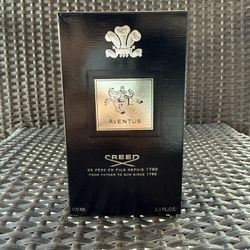 AVENTUS
CREED
DE PÈRE EN FILS DEPUIS 1760
FROM FATHER TO SON SINCE 1760
100 ML 3.3 FL.OZ.